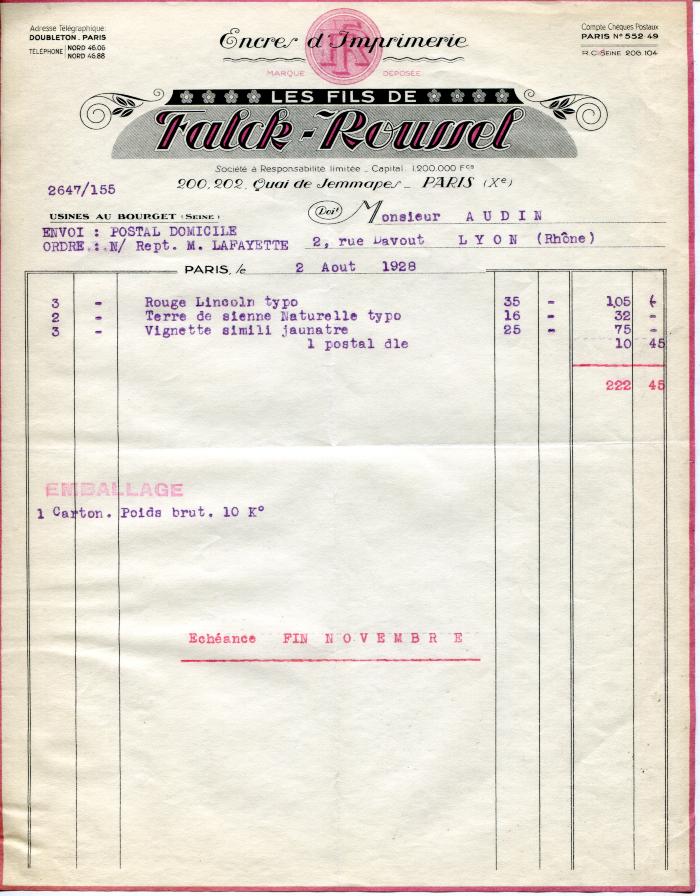 Adresse Télégraphique:
DOUBLETON. PARIS
TÉLÉPHONE NORD 46.06
NORD 46.88
Encres d'Imprimerie
FR
MARQUE DÉPOSÉE
Compte Chèques Postaux
PARIS N° 552-49
R.C. SEINE 206.104
LES FILS DE
Falck-Roussel
Société à Responsabilité limitée _ Capital: 1.200.000 Fcs
200, 202, Quai de Jemmapes _ PARIS (Xe)
2647/155
USINES AU BOURGET (SEINE)
Doit Monsieur AUDIN
ENVOI : POSTAL DOMICILE
ORDRE : N/ Rept. M. LAFAYETTE
2, rue Davout LYON (Rhône)
PARIS, le 2 Aout 1928
3 - Rouge Lincoln typo 35 - 105 -
2 - Terre de sienne Naturelle typo 16 - 32 -
3 - Vignette simili jaunatre 25 - 75 -
1 postal dle 10 45
222 45
EMBALLAGE
1 Carton. Poids brut. 10 K°
Echéance FIN NOVEMBRE